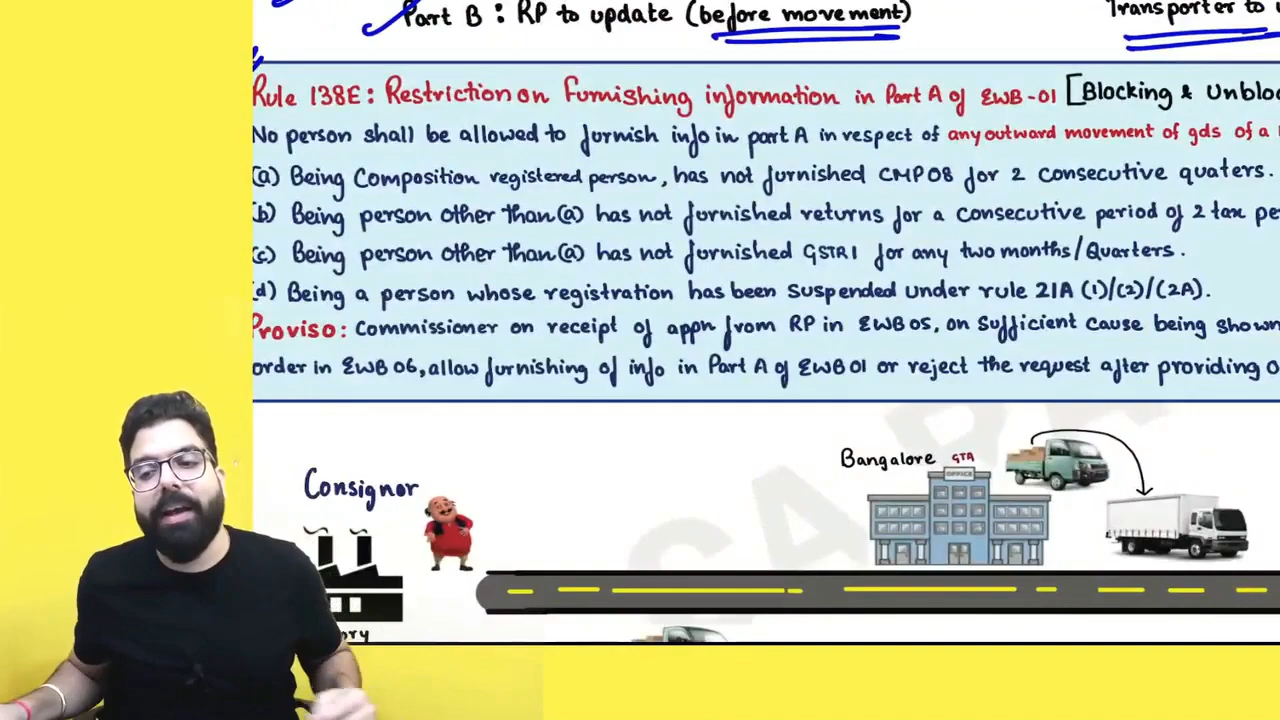 Part B : RP to update (before movement)
Transporter to
Rule 138E: Restriction on Furnishing information in Part A of EWB-01 [Blocking & Unbloc
No person shall be allowed to furnish info in part A in respect of any outward movement of gds of a
(a) Being Composition registered person, has not furnished CMP08 for 2 consecutive quaters.
(b) Being person other than (a) has not furnished returns for a consecutive period of 2 tax pe
(c) Being person other than (a) has not furnished GSTR1 for any two months/Quarters.
(d) Being a person whose registration has been suspended under rule 21A (1)/(2)/(2A).
Proviso: Commissioner on receipt of appn from RP in EWB05, on sufficient cause being shown
order in EWB 06, allow furnishing of info in Part A of EWB01 or reject the request after providing o
Bangalore GTA
OFFICE
Consignor
ory